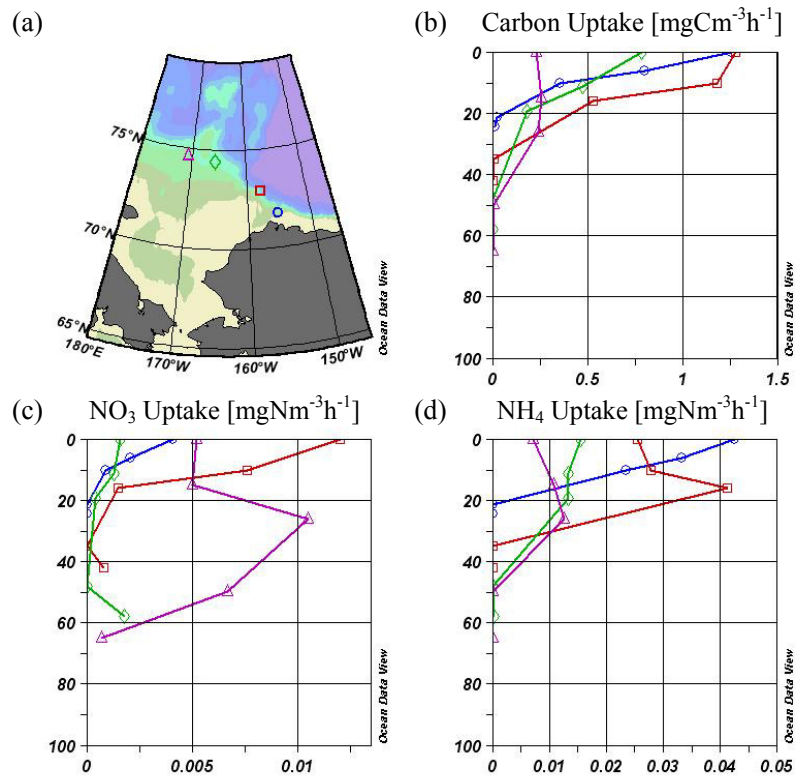 (a)
75°N
70°N
65°N
180°E
170°W
160°W
150°W
Ocean Data View
(b) Carbon Uptake [mgCm⁻³h⁻¹]
0
20
40
60
80
100
0 0.5 1 1.5
Ocean Data View
(c) NO₃ Uptake [mgNm⁻³h⁻¹]
0
20
40
60
80
100
0 0.005 0.01
Ocean Data View
(d) NH₄ Uptake [mgNm⁻³h⁻¹]
0
20
40
60
80
100
0 0.01 0.02 0.03 0.04 0.05
Ocean Data View